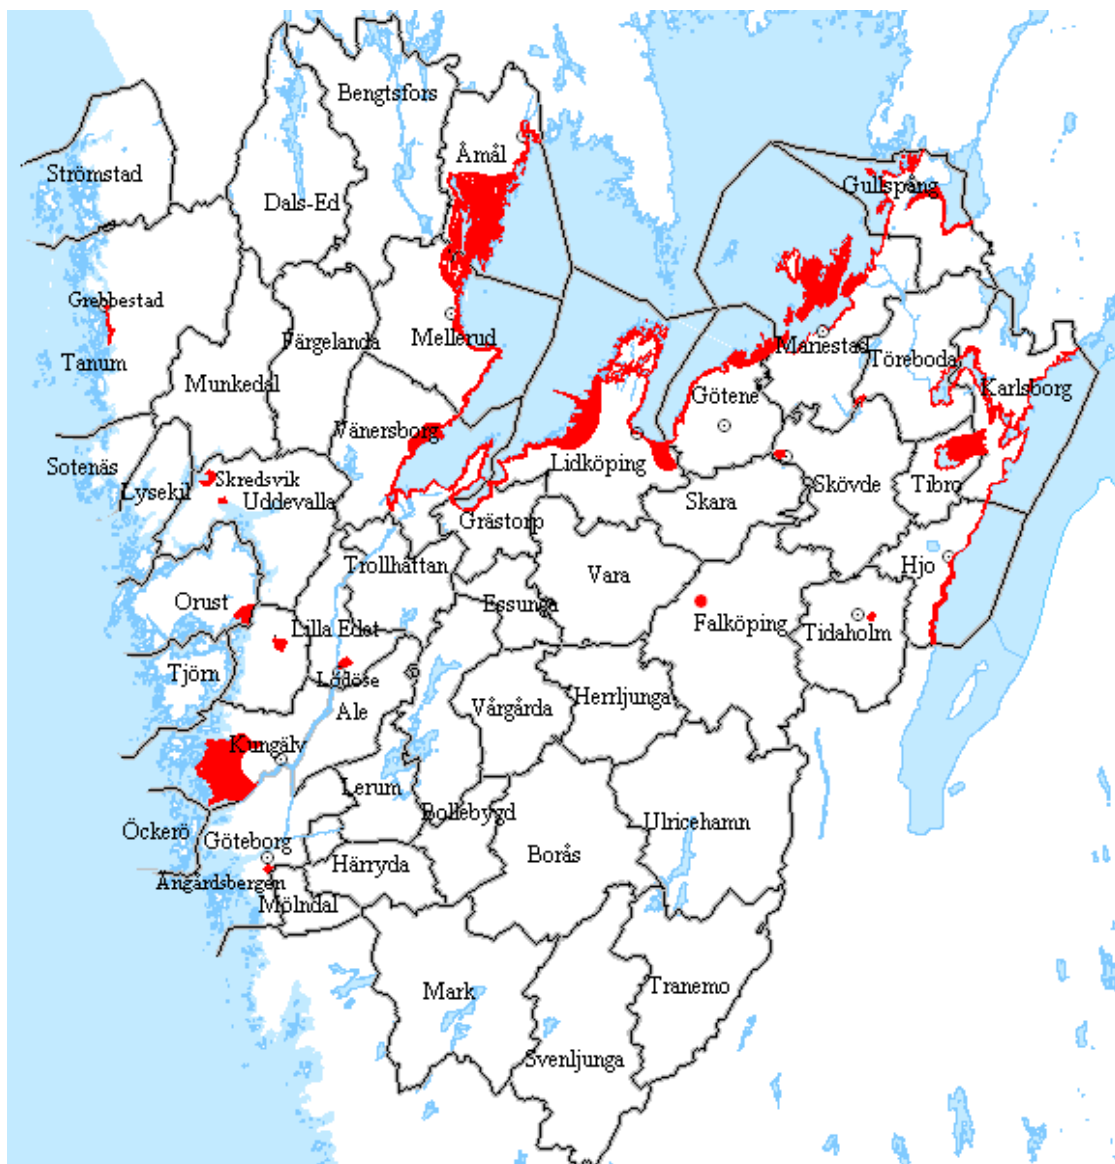 Bengtsfors
Åmål
Strömstad
Gullspång
Dals-Ed
Grebbestad
Färgelanda
Mellerud
Mariestad
Töreboda
Tanum
Munkedal
Karlsborg
Götene
Vänersborg
Sotenäs
Lysekil
Skredsvik
Uddevalla
Lidköping
Skara
Skövde
Tibro
Grästorp
Trollhättan
Vara
Hjo
Essunga
Orust
Lilla Edet
Falköping
Tidaholm
Tjörn
Lödöse
Ale
Vårgårda
Herrljunga
Kungälv
Lerum
Bollebygd
Ulricehamn
Öckerö
Göteborg
Borås
Härryda
Änggårdsbergen
Mölndal
Mark
Tranemo
Svenljunga